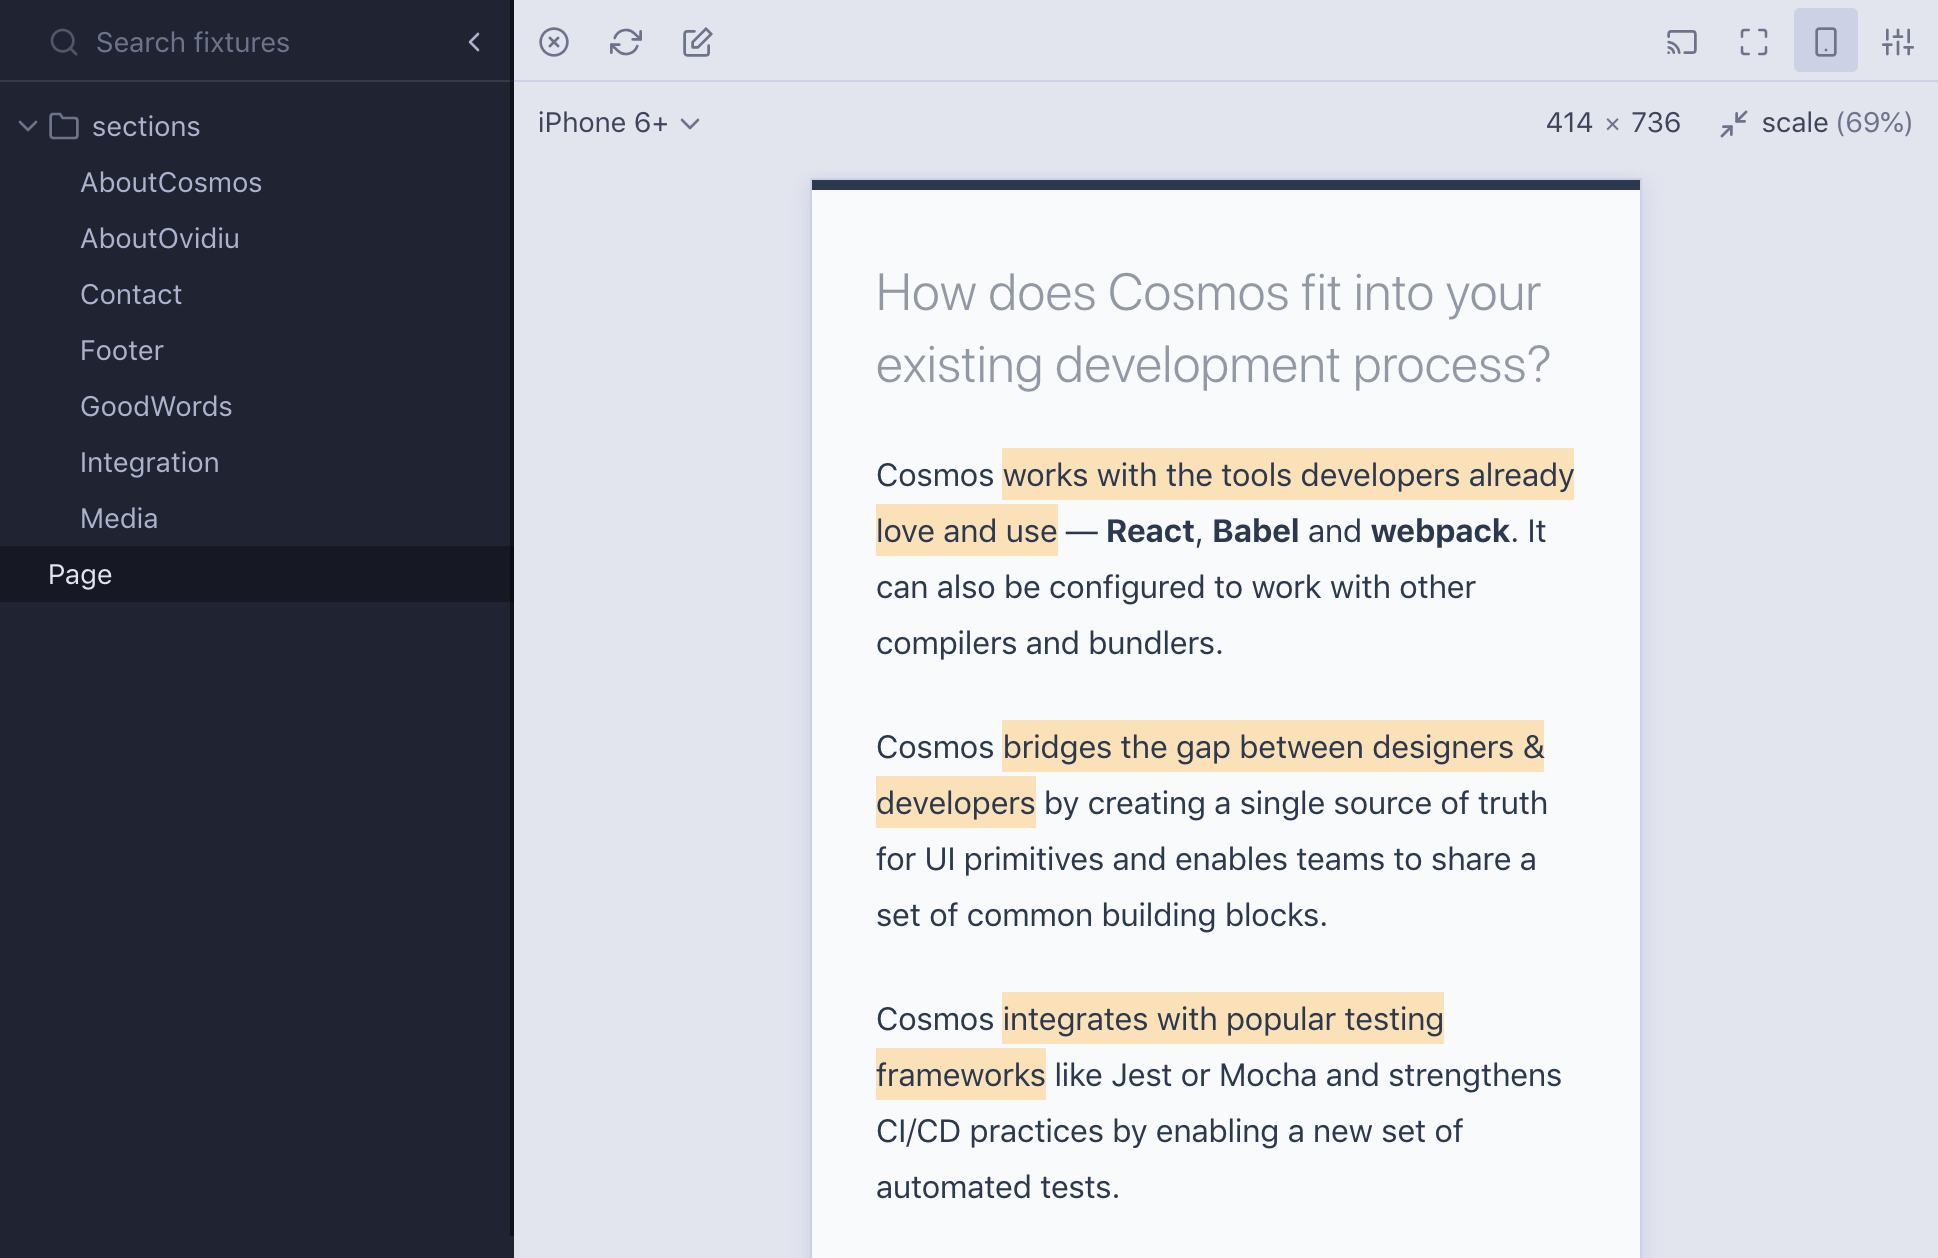 Search fixtures
sections
AboutCosmos
AboutOvidiu
Contact
Footer
GoodWords
Integration
Media
Page
iPhone 6+
414 × 736
scale (69%)
How does Cosmos fit into your
existing development process?
Cosmos works with the tools developers already
love and use — React, Babel and webpack. It
can also be configured to work with other
compilers and bundlers.
Cosmos bridges the gap between designers &
developers by creating a single source of truth
for UI primitives and enables teams to share a
set of common building blocks.
Cosmos integrates with popular testing
frameworks like Jest or Mocha and strengthens
CI/CD practices by enabling a new set of
automated tests.